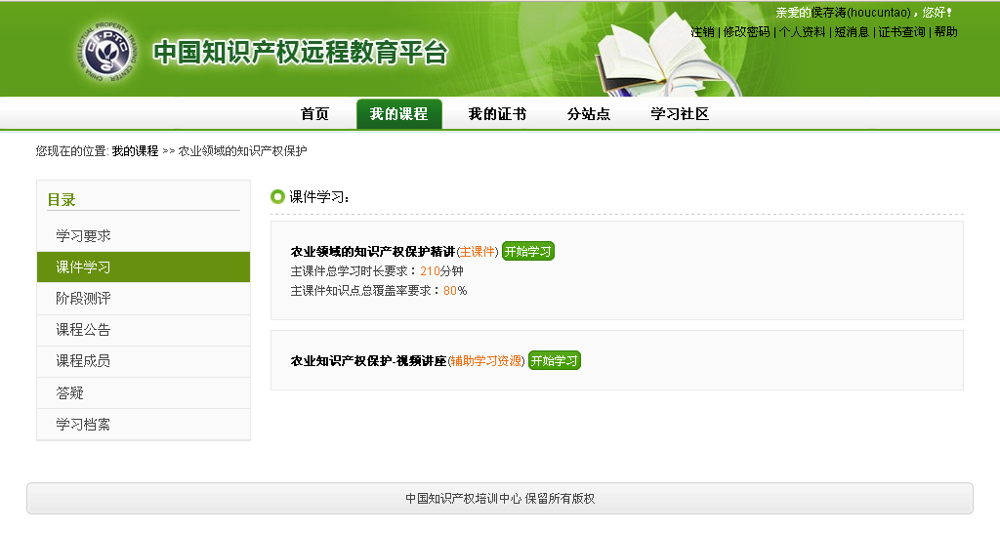 亲爱的侯存涛(houcuntao)，您好！
注销 | 修改密码 | 个人资料 | 短消息 | 证书查询 | 帮助
CHINA INTELLECTUAL PROPERTY TRAINING CENTER
CIPTC
中国知识产权远程教育平台
首页 我的课程 我的证书 分站点 学习社区
您现在的位置: 我的课程 >> 农业领域的知识产权保护
目录
学习要求
课件学习
阶段测评
课程公告
课程成员
答疑
学习档案
课件学习：
农业领域的知识产权保护精讲(主课件) 开始学习
主课件总学习时长要求：210分钟
主课件知识点总覆盖率要求：80%
农业知识产权保护-视频讲座(辅助学习资源) 开始学习
中国知识产权培训中心 保留所有版权